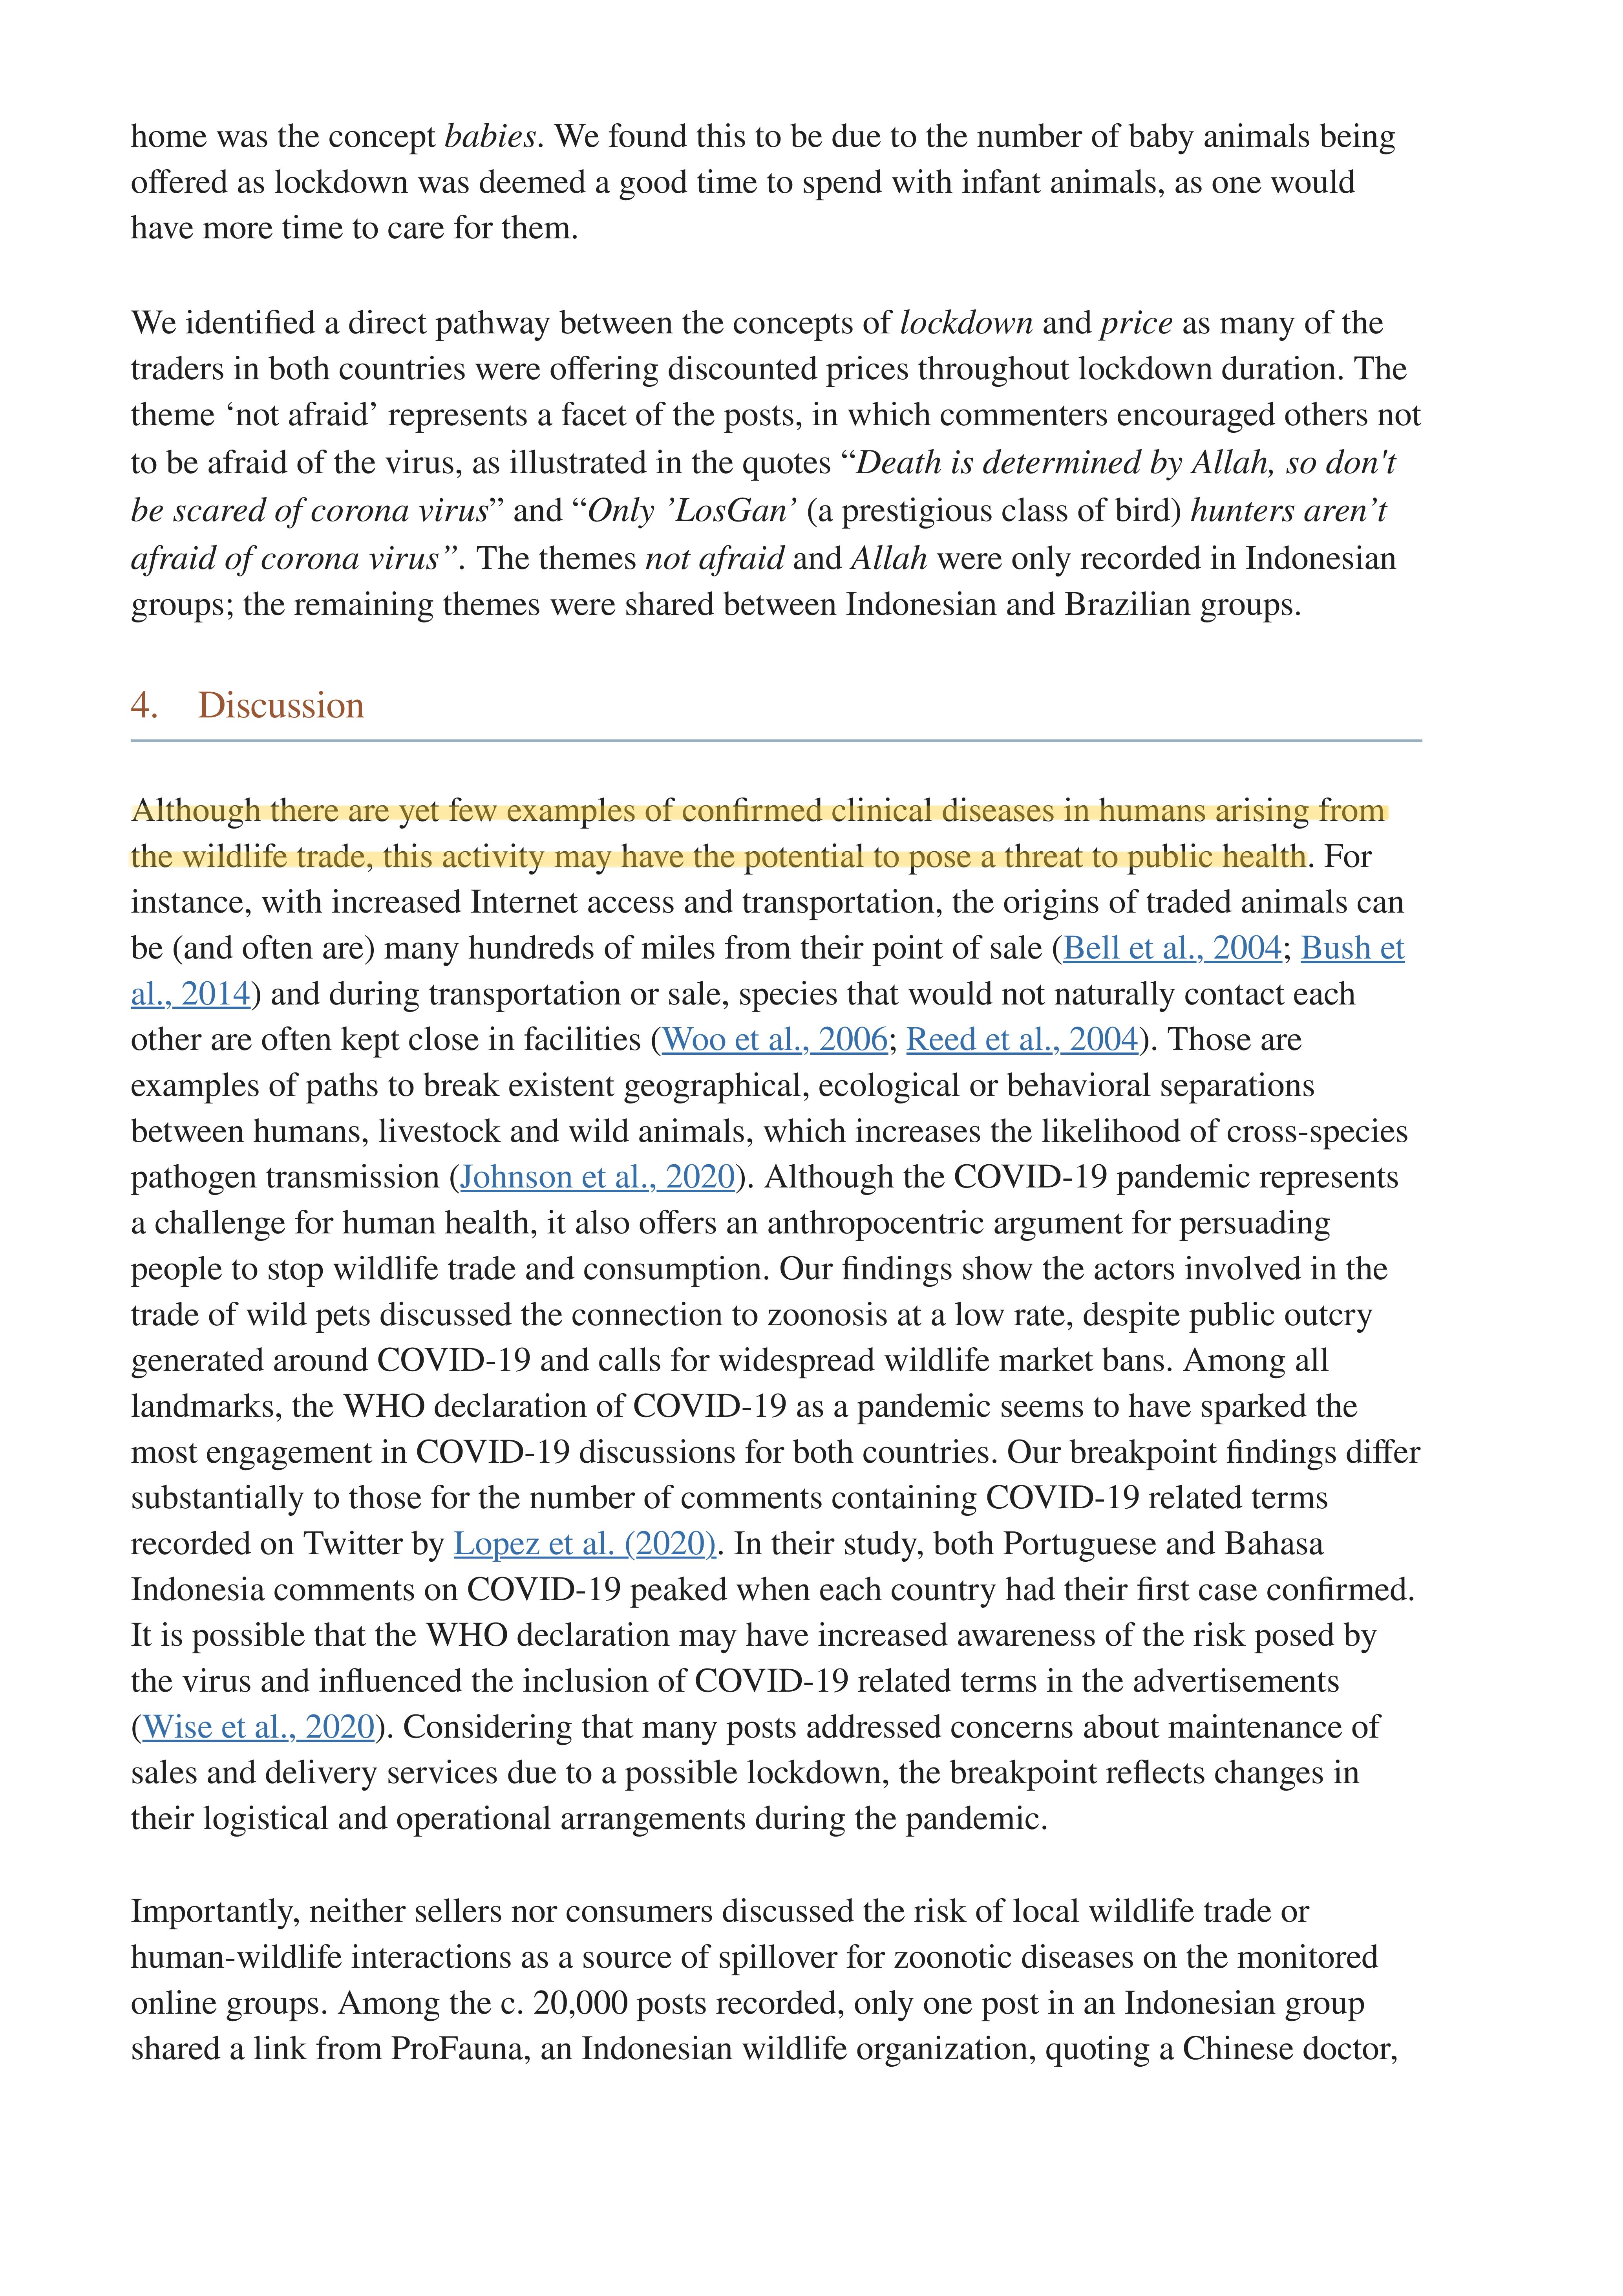 home was the concept babies. We found this to be due to the number of baby animals being
offered as lockdown was deemed a good time to spend with infant animals, as one would
have more time to care for them.
We identified a direct pathway between the concepts of lockdown and price as many of the
traders in both countries were offering discounted prices throughout lockdown duration. The
theme ‘not afraid’ represents a facet of the posts, in which commenters encouraged others not
to be afraid of the virus, as illustrated in the quotes “Death is determined by Allah, so don't
be scared of corona virus” and “Only ’LosGan’ (a prestigious class of bird) hunters aren’t
afraid of corona virus”. The themes not afraid and Allah were only recorded in Indonesian
groups; the remaining themes were shared between Indonesian and Brazilian groups.
4. Discussion
Although there are yet few examples of confirmed clinical diseases in humans arising from
the wildlife trade, this activity may have the potential to pose a threat to public health. For
instance, with increased Internet access and transportation, the origins of traded animals can
be (and often are) many hundreds of miles from their point of sale (Bell et al., 2004; Bush et
al., 2014) and during transportation or sale, species that would not naturally contact each
other are often kept close in facilities (Woo et al., 2006; Reed et al., 2004). Those are
examples of paths to break existent geographical, ecological or behavioral separations
between humans, livestock and wild animals, which increases the likelihood of cross-species
pathogen transmission (Johnson et al., 2020). Although the COVID-19 pandemic represents
a challenge for human health, it also offers an anthropocentric argument for persuading
people to stop wildlife trade and consumption. Our findings show the actors involved in the
trade of wild pets discussed the connection to zoonosis at a low rate, despite public outcry
generated around COVID-19 and calls for widespread wildlife market bans. Among all
landmarks, the WHO declaration of COVID-19 as a pandemic seems to have sparked the
most engagement in COVID-19 discussions for both countries. Our breakpoint findings differ
substantially to those for the number of comments containing COVID-19 related terms
recorded on Twitter by Lopez et al. (2020). In their study, both Portuguese and Bahasa
Indonesia comments on COVID-19 peaked when each country had their first case confirmed.
It is possible that the WHO declaration may have increased awareness of the risk posed by
the virus and influenced the inclusion of COVID-19 related terms in the advertisements
(Wise et al., 2020). Considering that many posts addressed concerns about maintenance of
sales and delivery services due to a possible lockdown, the breakpoint reflects changes in
their logistical and operational arrangements during the pandemic.
Importantly, neither sellers nor consumers discussed the risk of local wildlife trade or
human-wildlife interactions as a source of spillover for zoonotic diseases on the monitored
online groups. Among the c. 20,000 posts recorded, only one post in an Indonesian group
shared a link from ProFauna, an Indonesian wildlife organization, quoting a Chinese doctor,